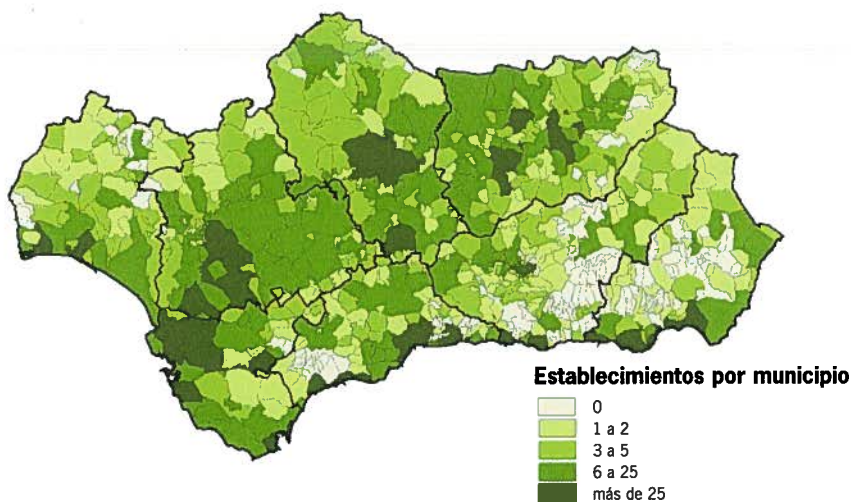 Establecimientos por municipio
0
1 a 2
3 a 5
6 a 25
más de 25